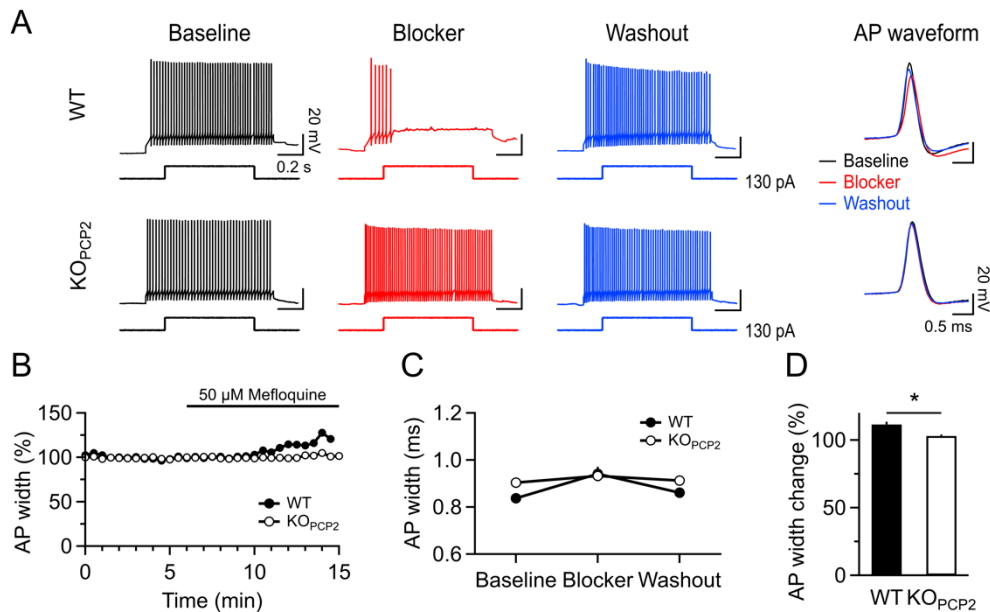 A
Baseline
Blocker
Washout
AP waveform
WT
20 mV
0.2 s
130 pA
Baseline
Blocker
Washout
KOPCP2
130 pA
20 mV
0.5 ms
B
50 µM Mefloquine
AP width (%)
150
100
50
0
WT
KOPCP2
0 5 10 15
Time (min)
C
AP width (ms)
1.2
1.0
0.8
0.6
WT
KOPCP2
Baseline Blocker Washout
D
*
AP width change (%)
100
50
0
WT KOPCP2